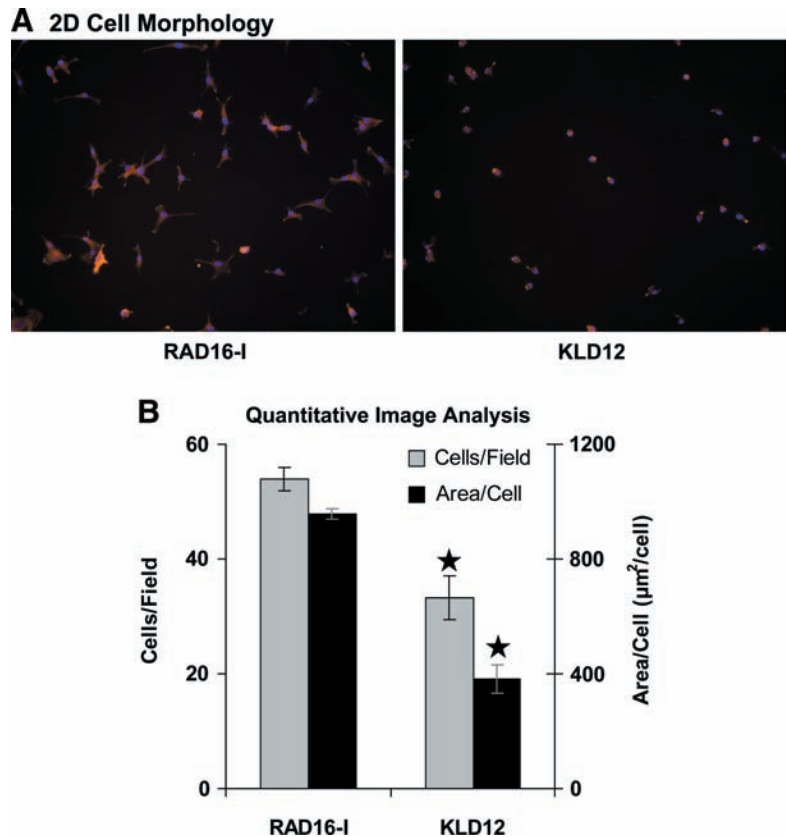 A 2D Cell Morphology
RAD16-I KLD12
B Quantitative Image Analysis
60 1200
Cells/Field
Area/Cell
40 800
20 400
0 0
Cells/Field
Area/Cell (µm²/cell)
RAD16-I KLD12